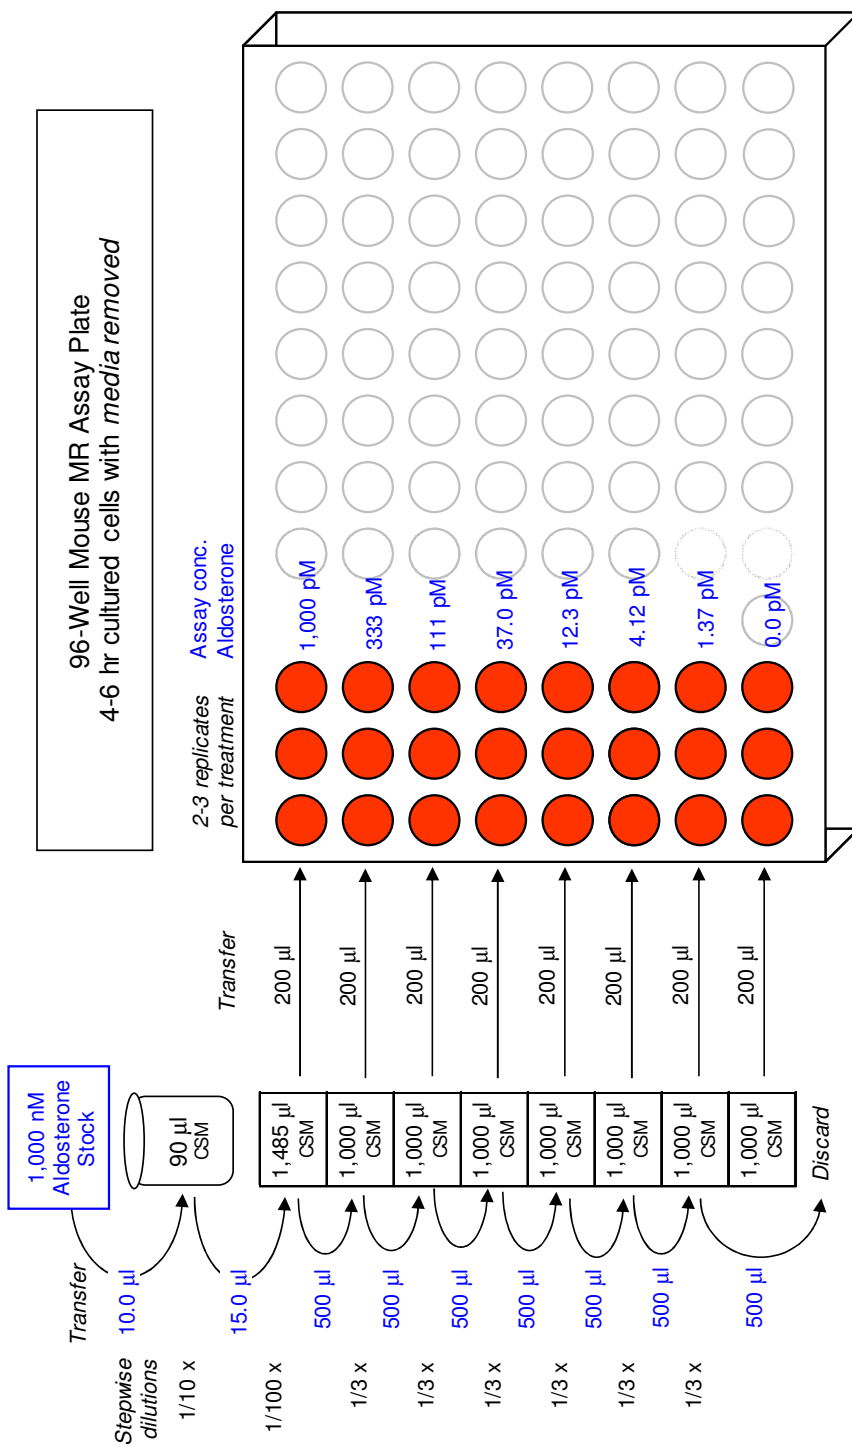 96-Well Mouse MR Assay Plate
4-6 hr cultured cells with media removed
1,000 nM
Aldosterone
Stock
Stepwise
dilutions
Transfer
Transfer
2-3 replicates
per treatment
Assay conc.
Aldosterone
1/10 x
10.0 µl
90 µl
CSM
1/100 x
15.0 µl
1,485 µl
CSM
200 µl
1,000 pM
1/3 x
500 µl
1,000 µl
CSM
200 µl
333 pM
1/3 x
500 µl
1,000 µl
CSM
200 µl
111 pM
1/3 x
500 µl
1,000 µl
CSM
200 µl
37.0 pM
1/3 x
500 µl
1,000 µl
CSM
200 µl
12.3 pM
1/3 x
500 µl
1,000 µl
CSM
200 µl
4.12 pM
1/3 x
500 µl
1,000 µl
CSM
200 µl
1.37 pM
500 µl
1,000 µl
CSM
200 µl
0.0 pM
Discard